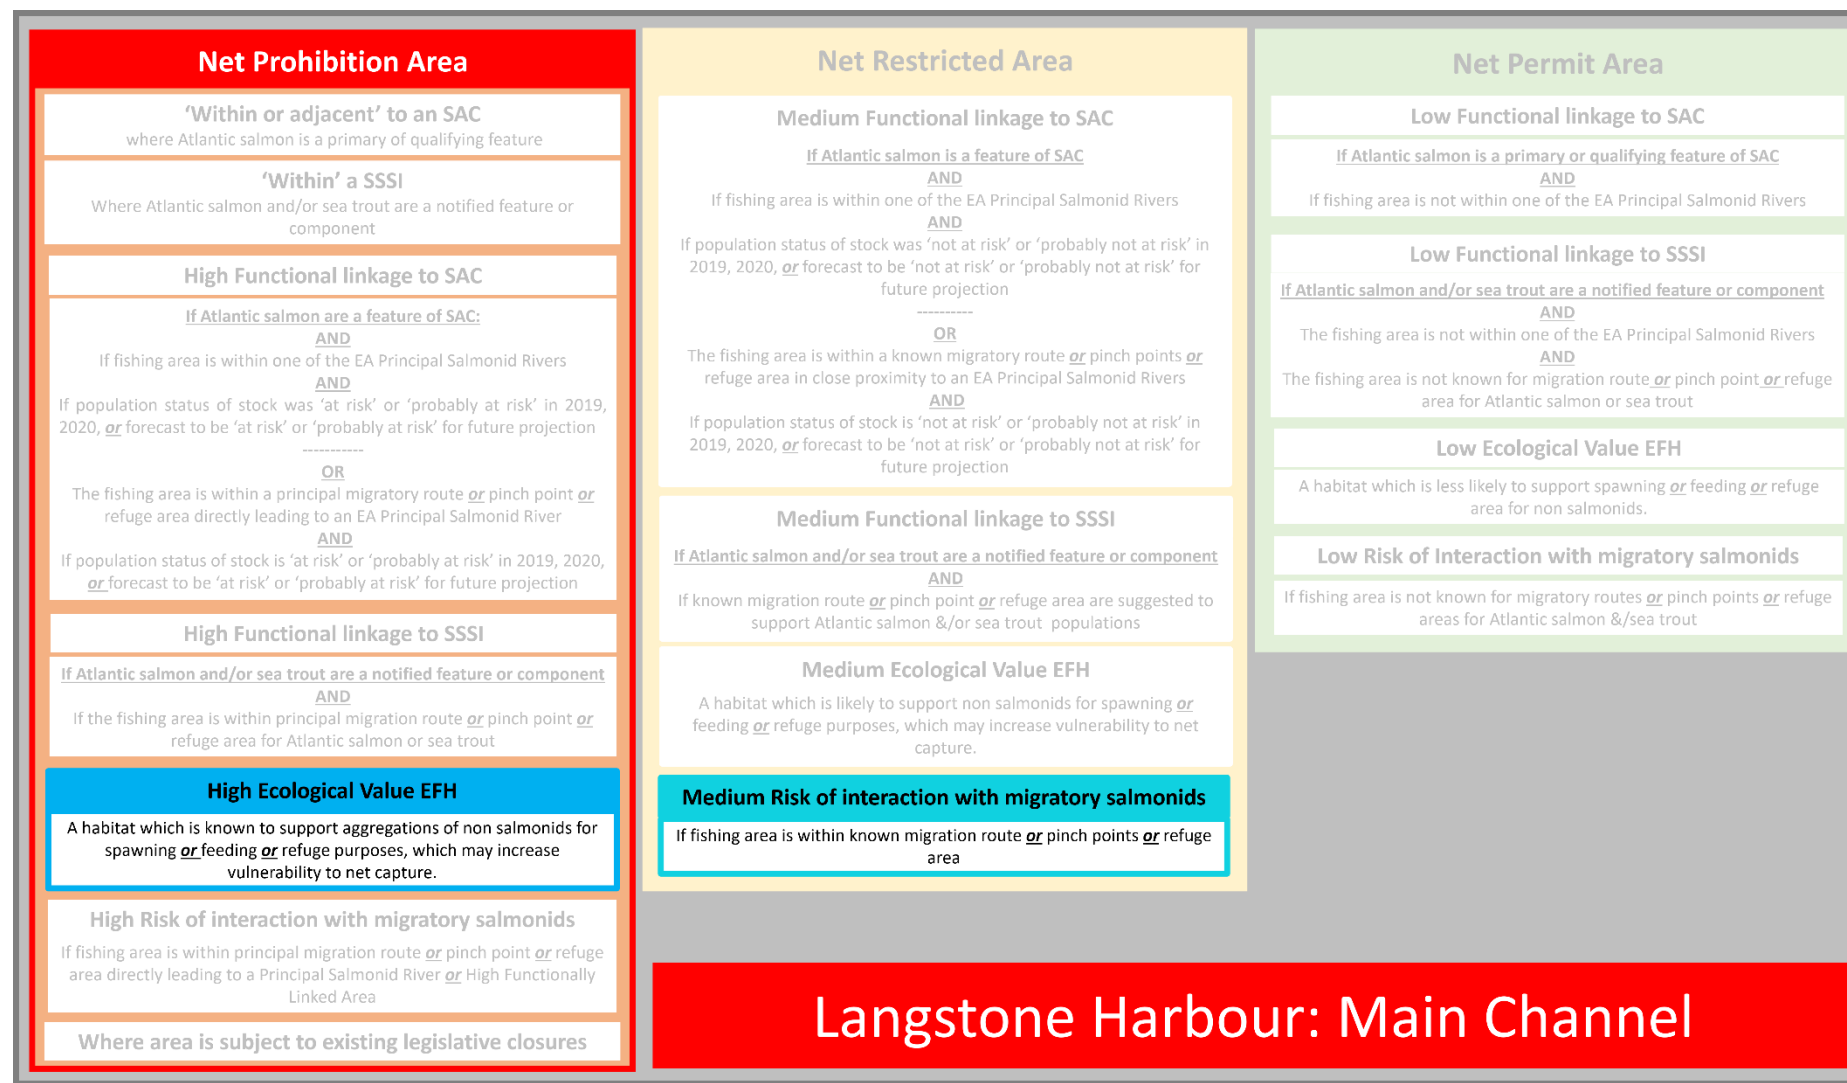 Net Prohibition Area
'Within or adjacent' to an SAC
where Atlantic salmon is a primary of qualifying feature
'Within' a SSSI
Where Atlantic salmon and/or sea trout are a notified feature or
component
High Functional linkage to SAC
If Atlantic salmon are a feature of SAC:
AND
If fishing area is within one of the EA Principal Salmonid Rivers
AND
If population status of stock was 'at risk' or 'probably at risk' in 2019,
2020, or forecast to be 'at risk' or 'probably at risk' for future projection
-----------
OR
The fishing area is within a principal migratory route or pinch point or
refuge area directly leading to an EA Principal Salmonid River
AND
If population status of stock is 'at risk' or 'probably at risk' in 2019, 2020,
or forecast to be 'at risk' or 'probably at risk' for future projection
High Functional linkage to SSSI
If Atlantic salmon and/or sea trout are a notified feature or component
AND
If the fishing area is within principal migration route or pinch point or
refuge area for Atlantic salmon or sea trout
High Ecological Value EFH
A habitat which is known to support aggregations of non salmonids for
spawning or feeding or refuge purposes, which may increase
vulnerability to net capture.
High Risk of interaction with migratory salmonids
If fishing area is within principal migration route or pinch point or refuge
area directly leading to a Principal Salmonid River or High Functionally
Linked Area
Where area is subject to existing legislative closures
Net Restricted Area
Medium Functional linkage to SAC
If Atlantic salmon is a feature of SAC
AND
If fishing area is within one of the EA Principal Salmonid Rivers
AND
If population status of stock was 'not at risk' or 'probably not at risk' in
2019, 2020, or forecast to be 'not at risk' or 'probably not at risk' for
future projection
----------
OR
The fishing area is within a known migratory route or pinch points or
refuge area in close proximity to an EA Principal Salmonid Rivers
AND
If population status of stock is 'not at risk' or 'probably not at risk' in
2019, 2020, or forecast to be 'not at risk' or 'probably not at risk' for
future projection
Medium Functional linkage to SSSI
If Atlantic salmon and/or sea trout are a notified feature or component
AND
If known migration route or pinch point or refuge area are suggested to
support Atlantic salmon &/or sea trout populations
Medium Ecological Value EFH
A habitat which is likely to support non salmonids for spawning or
feeding or refuge purposes, which may increase vulnerability to net
capture.
Medium Risk of interaction with migratory salmonids
If fishing area is within known migration route or pinch points or refuge
area
Net Permit Area
Low Functional linkage to SAC
If Atlantic salmon is a primary or qualifying feature of SAC
AND
If fishing area is not within one of the EA Principal Salmonid Rivers
Low Functional linkage to SSSI
If Atlantic salmon and/or sea trout are a notified feature or component
AND
The fishing area is not within one of the EA Principal Salmonid Rivers
AND
The fishing area is not known for migration route or pinch point or refuge
area for Atlantic salmon or sea trout
Low Ecological Value EFH
A habitat which is less likely to support spawning or feeding or refuge
area for non salmonids.
Low Risk of Interaction with migratory salmonids
If fishing area is not known for migratory routes or pinch points or refuge
areas for Atlantic salmon &/sea trout
Langstone Harbour: Main Channel